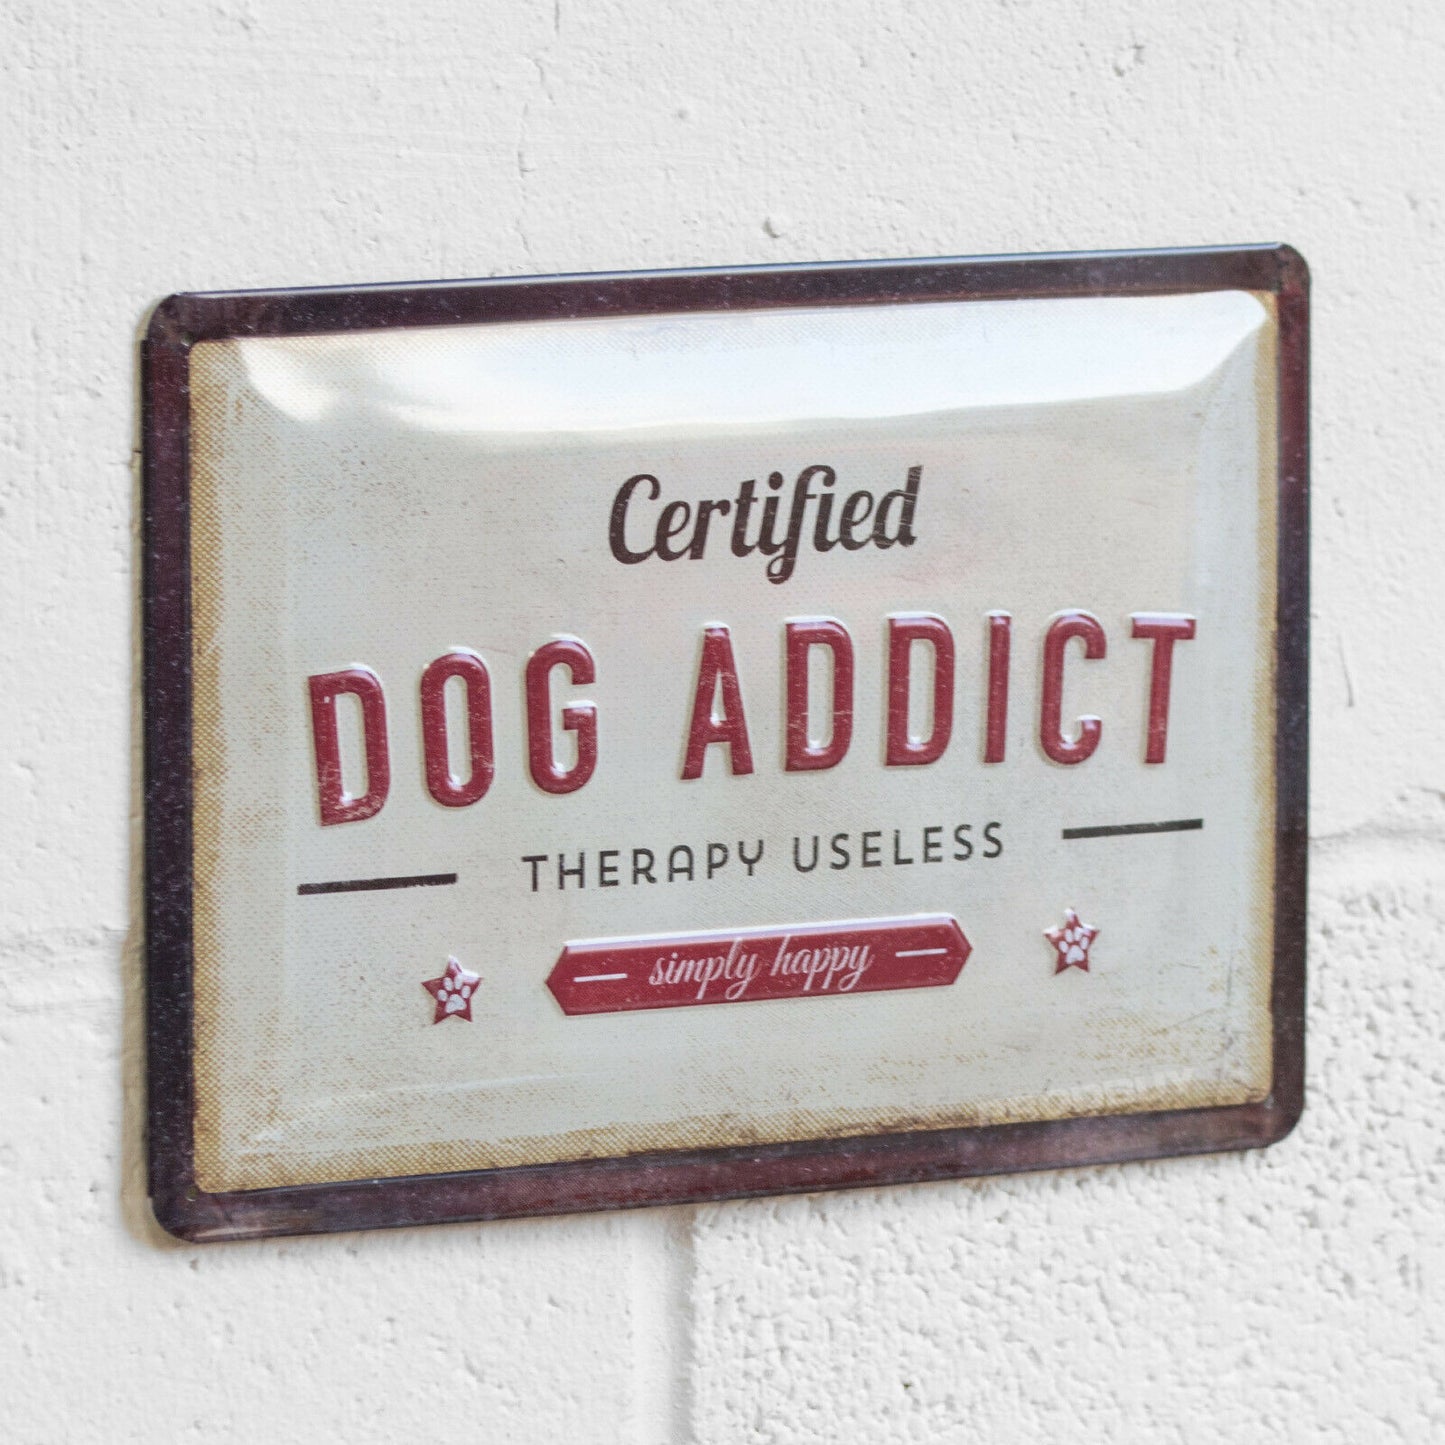 Certified
DOG ADDICT
THERAPY USELESS
simply happy